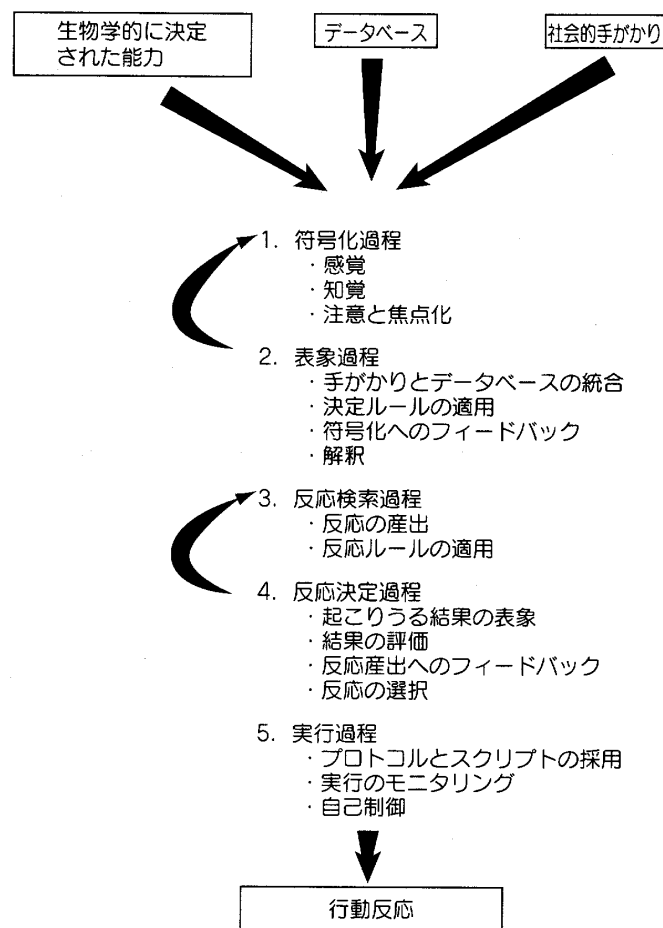 生物学的に決定
された能力
データベース
社会的手がかり
1. 符号化過程
・感覚
・知覚
・注意と焦点化
2. 表象過程
・手がかりとデータベースの統合
・決定ルールの適用
・符号化へのフィードバック
・解釈
3. 反応検索過程
・反応の産出
・反応ルールの適用
4. 反応決定過程
・起こりうる結果の表象
・結果の評価
・反応産出へのフィードバック
・反応の選択
5. 実行過程
・プロトコルとスクリプトの採用
・実行のモニタリング
・自己制御
行動反応